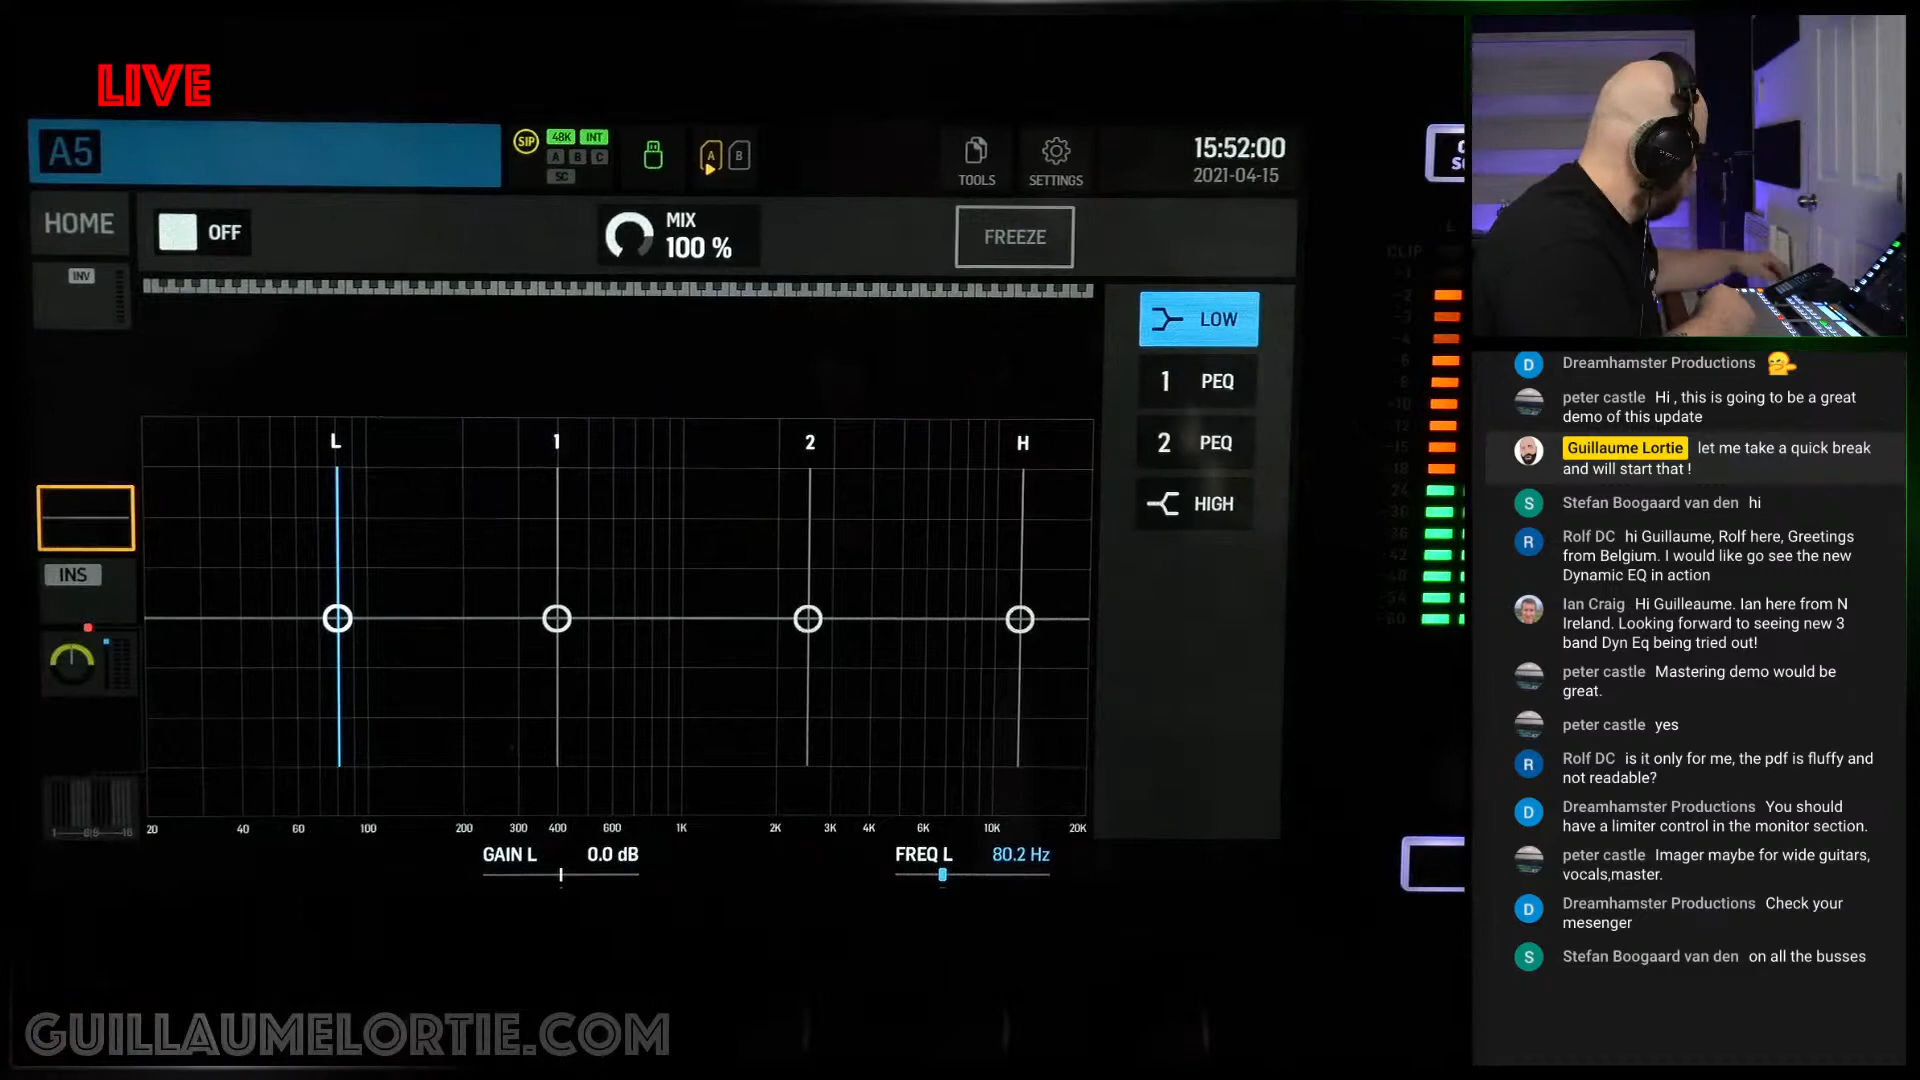 LIVE
A5
SIP
48K INT
A B C
SC
A B
TOOLS
SETTINGS
15:52:00
2021-04-15
HOME
OFF
MIX
100 %
FREEZE
INV
LOW
1 PEQ
2 PEQ
HIGH
L 1 2 H
INS
20 40 60 100 200 300 400 600 1K 2K 3K 4K 6K 10K 20K
GAIN L 0.0 dB
FREQ L 80.2 Hz
CLIP
GUILLAUMELORTIE.COM
D Dreamhamster Productions
peter castle Hi , this is going to be a great
demo of this update
Guillaume Lortie let me take a quick break
and will start that !
S Stefan Boogaard van den hi
R Rolf DC hi Guillaume, Rolf here, Greetings
from Belgium. I would like go see the new
Dynamic EQ in action
Ian Craig Hi Guilleaume. Ian here from N
Ireland. Looking forward to seeing new 3
band Dyn Eq being tried out!
peter castle Mastering demo would be
great.
peter castle yes
R Rolf DC is it only for me, the pdf is fluffy and
not readable?
D Dreamhamster Productions You should
have a limiter control in the monitor section.
peter castle Imager maybe for wide guitars,
vocals,master.
D Dreamhamster Productions Check your
mesenger
S Stefan Boogaard van den on all the busses